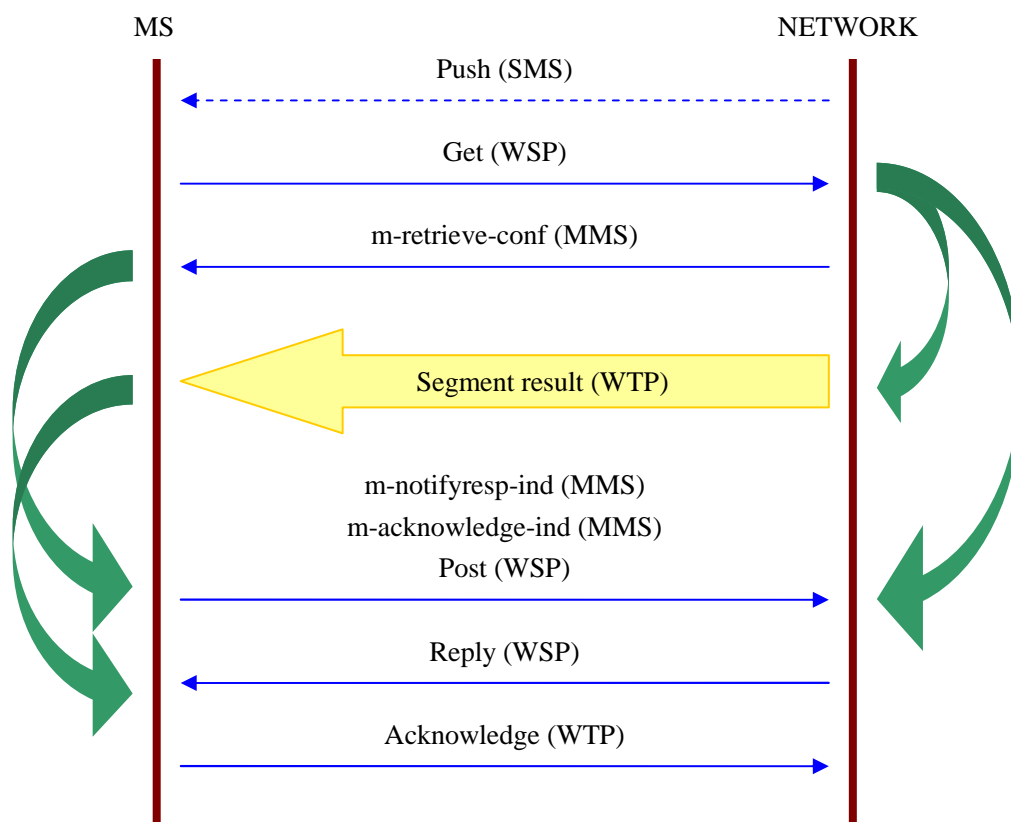 MS
NETWORK
Push (SMS)
Get (WSP)
m-retrieve-conf (MMS)
Segment result (WTP)
m-notifyresp-ind (MMS)
m-acknowledge-ind (MMS)
Post (WSP)
Reply (WSP)
Acknowledge (WTP)